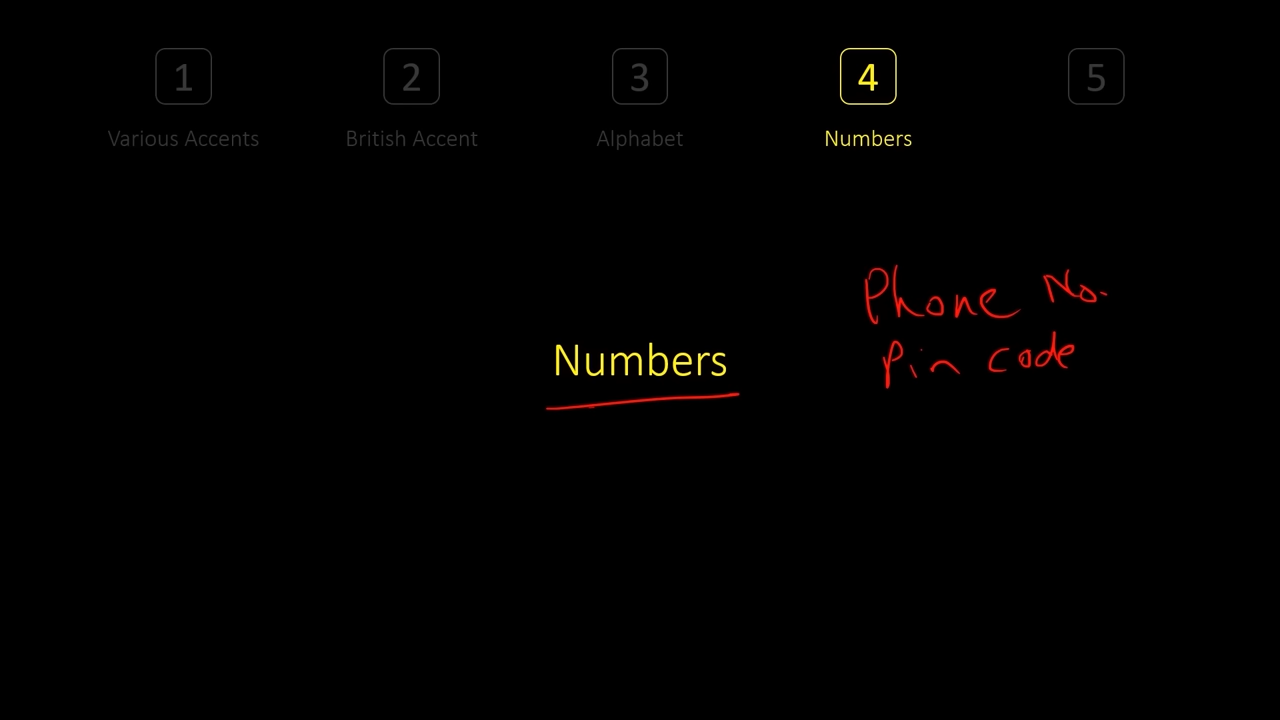 1 2 3 4 5
Various Accents British Accent Alphabet Numbers
Phone No.
Numbers
Pin code